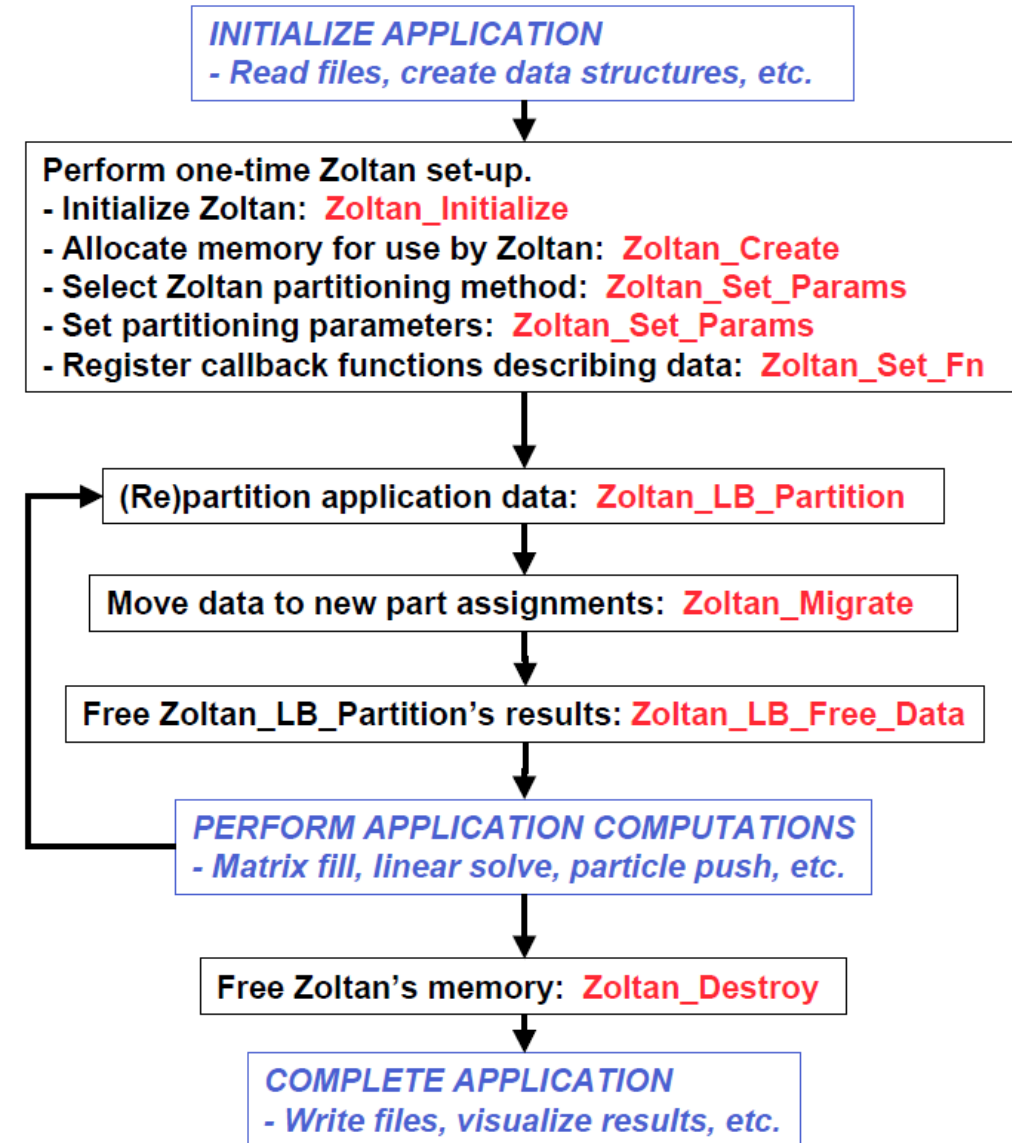 INITIALIZE APPLICATION
- Read files, create data structures, etc.
Perform one-time Zoltan set-up.
- Initialize Zoltan: Zoltan_Initialize
- Allocate memory for use by Zoltan: Zoltan_Create
- Select Zoltan partitioning method: Zoltan_Set_Params
- Set partitioning parameters: Zoltan_Set_Params
- Register callback functions describing data: Zoltan_Set_Fn
(Re)partition application data: Zoltan_LB_Partition
Move data to new part assignments: Zoltan_Migrate
Free Zoltan_LB_Partition’s results: Zoltan_LB_Free_Data
PERFORM APPLICATION COMPUTATIONS
- Matrix fill, linear solve, particle push, etc.
Free Zoltan’s memory: Zoltan_Destroy
COMPLETE APPLICATION
- Write files, visualize results, etc.